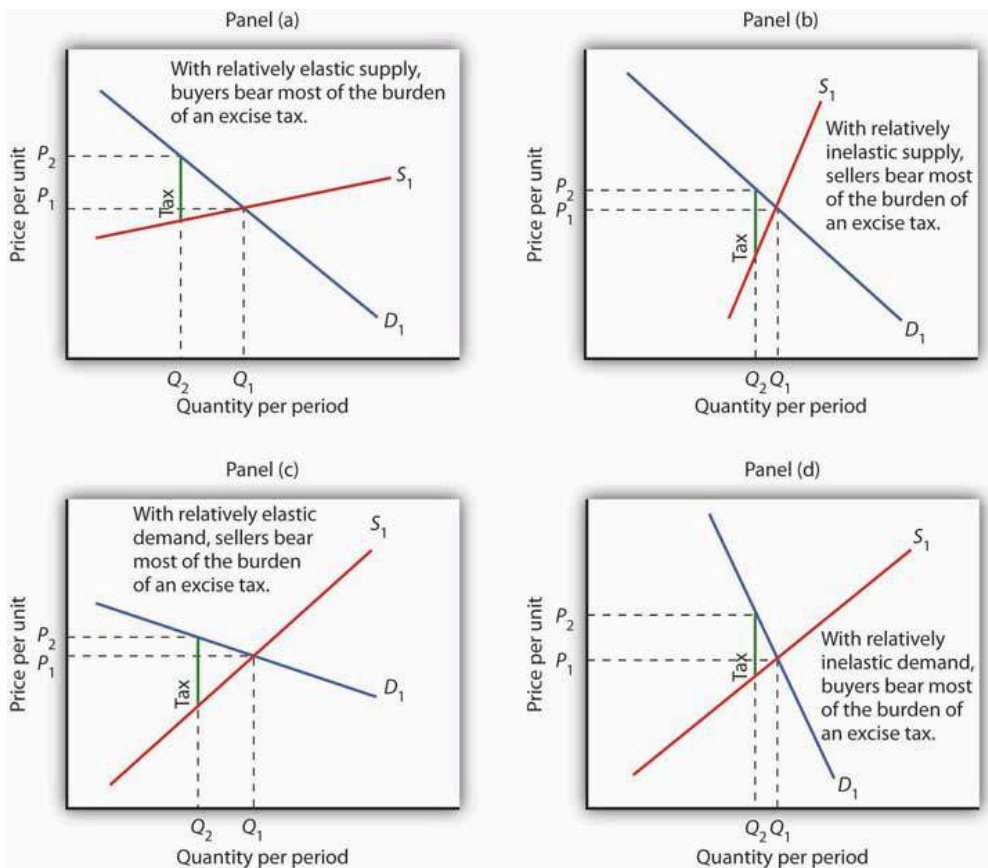 Panel (a)
With relatively elastic supply,
buyers bear most of the burden
of an excise tax.
P2
P1
Tax
S1
D1
Price per unit
Q2
Q1
Quantity per period
Panel (b)
S1
With relatively
inelastic supply,
sellers bear most
of the burden of
an excise tax.
P2
P1
Tax
D1
Price per unit
Q2
Q1
Quantity per period
Panel (c)
With relatively elastic
demand, sellers bear
most of the burden
of an excise tax.
S1
P2
P1
Tax
D1
Price per unit
Q2
Q1
Quantity per period
Panel (d)
S1
P2
P1
Tax
With relatively
inelastic demand,
buyers bear most
of the burden of
an excise tax.
D1
Price per unit
Q2
Q1
Quantity per period